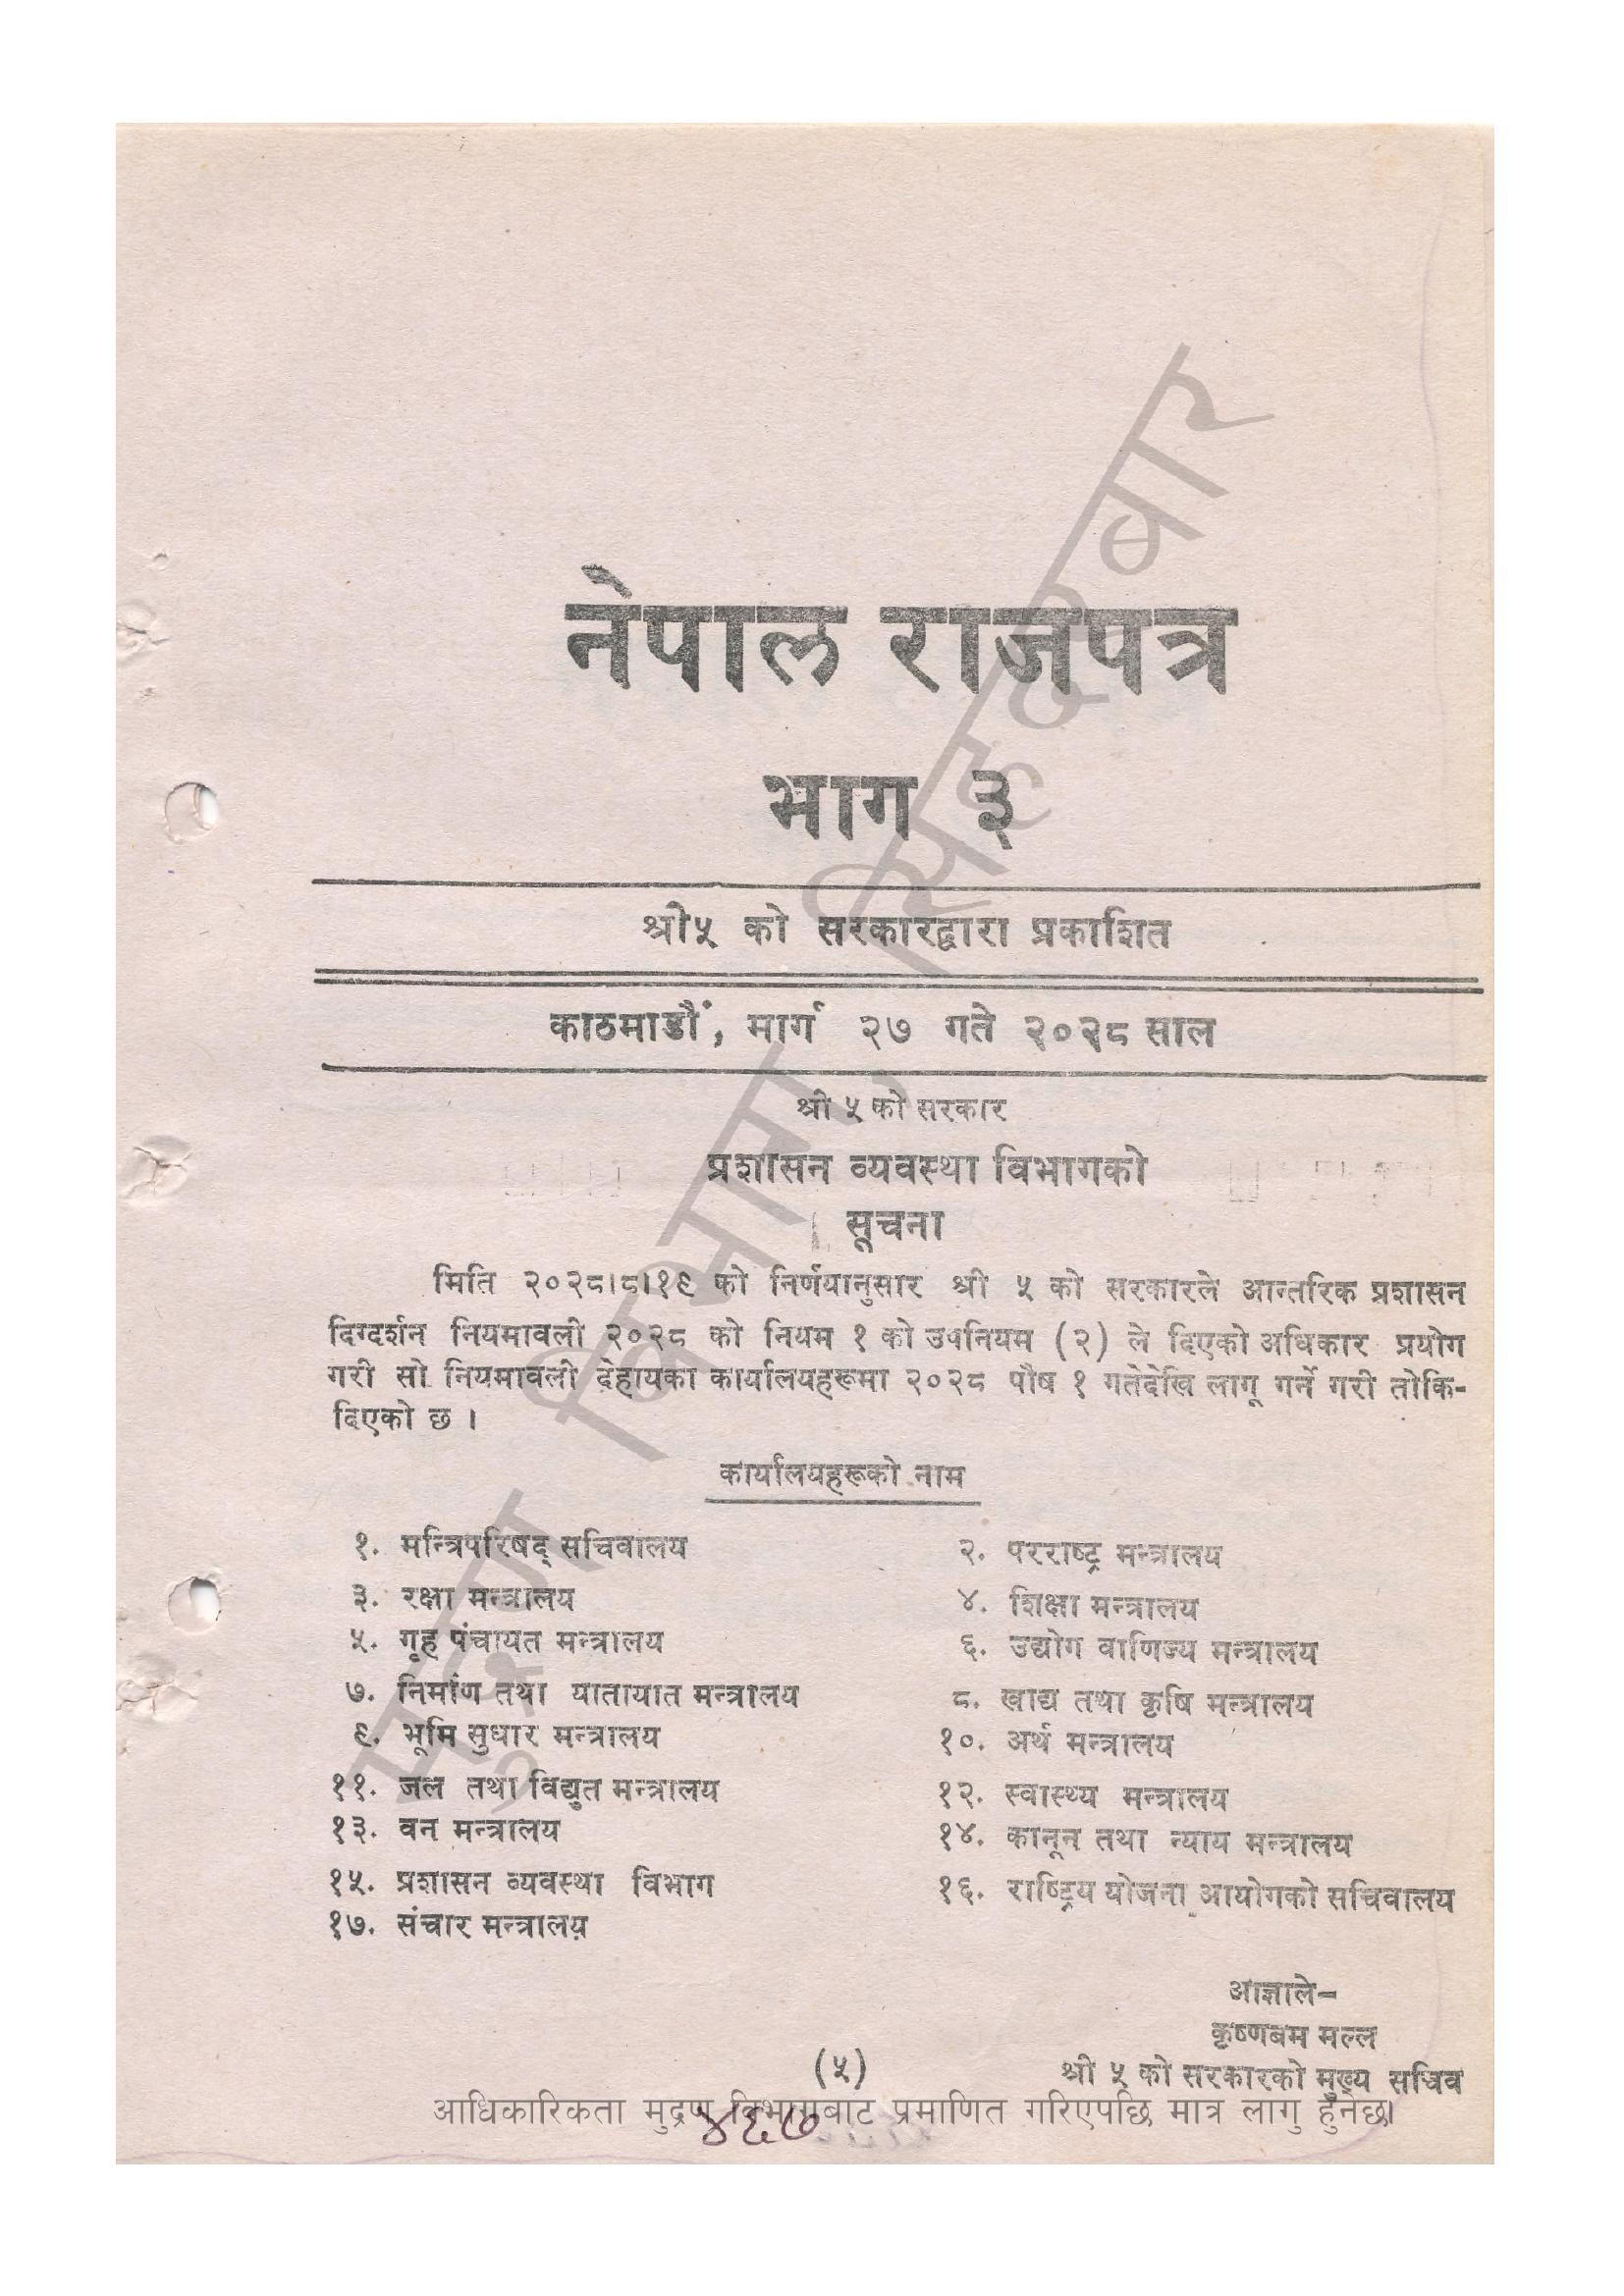 नेपाल राजपत्र
भाग ३
श्री५ को सरकारद्वारा प्रकाशित
काठमाडौं, मार्ग २७ गते २०२८ साल
श्री ५ को सरकार
प्रशासन व्यवस्था विभागको
सूचना
मिति २०२८।८।१९ को निर्णयानुसार श्री ५ को सरकारले आन्तरिक प्रशासन
दिग्दर्शन नियमावली २०२८ को नियम १ को उपनियम (२) ले दिएको अधिकार प्रयोग
गरी सो नियमावली देहायका कार्यालयहरूमा २०२८ पौष १ गतेदेखि लागू गर्ने गरी तोकि-
दिएको छ ।
कार्यालयहरूको नाम
१. मन्त्रिपरिषद् सचिवालय २. परराष्ट्र मन्त्रालय
३. रक्षा मन्त्रालय ४. शिक्षा मन्त्रालय
५. गृह पंचायत मन्त्रालय ६. उद्योग वाणिज्य मन्त्रालय
७. निर्माण तथा यातायात मन्त्रालय ८. खाद्य तथा कृषि मन्त्रालय
९. भूमि सुधार मन्त्रालय १०. अर्थ मन्त्रालय
११. जल तथा विद्युत मन्त्रालय १२. स्वास्थ्य मन्त्रालय
१३. वन मन्त्रालय १४. कानून तथा न्याय मन्त्रालय
१५. प्रशासन व्यवस्था विभाग १६. राष्ट्रिय योजना आयोगको सचिवालय
१७. संचार मन्त्रालय
आज्ञाले-
कृष्णबम मल्ल
श्री ५ को सरकारको मुख्य सचिव
(५)
आधिकारिकता मुद्रण विभागबाट प्रमाणित गरिएपछि मात्र लागु हुनेछ।
४६७
मुद्रण विभाग, सिंहदरबार